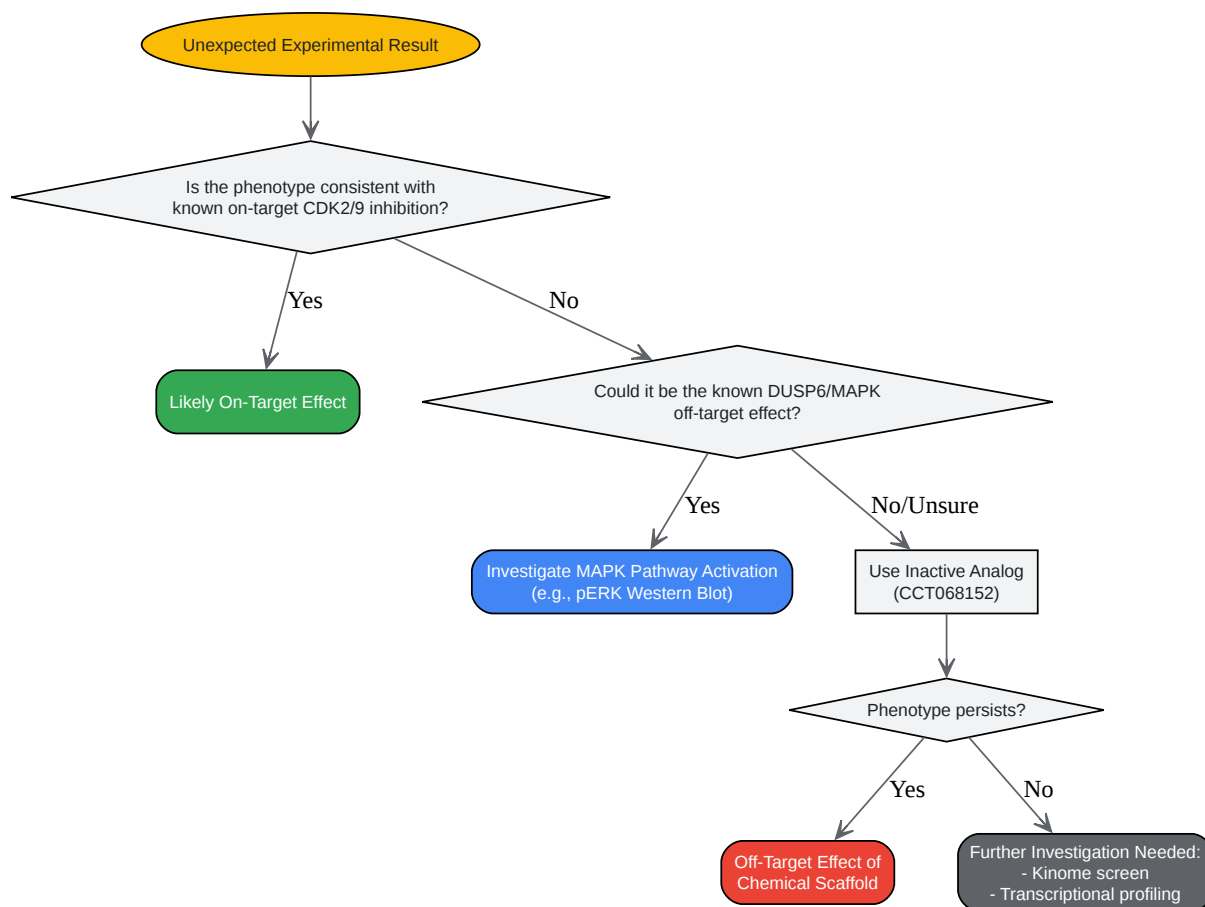 Unexpected Experimental Result
Is the phenotype consistent with
known on-target CDK2/9 inhibition?
Yes
No
Likely On-Target Effect
Could it be the known DUSP6/MAPK
off-target effect?
Yes
No/Unsure
Investigate MAPK Pathway Activation
(e.g., pERK Western Blot)
Use Inactive Analog
(CCT068152)
Phenotype persists?
Yes
No
Off-Target Effect of
Chemical Scaffold
Further Investigation Needed:
- Kinome screen
- Transcriptional profiling